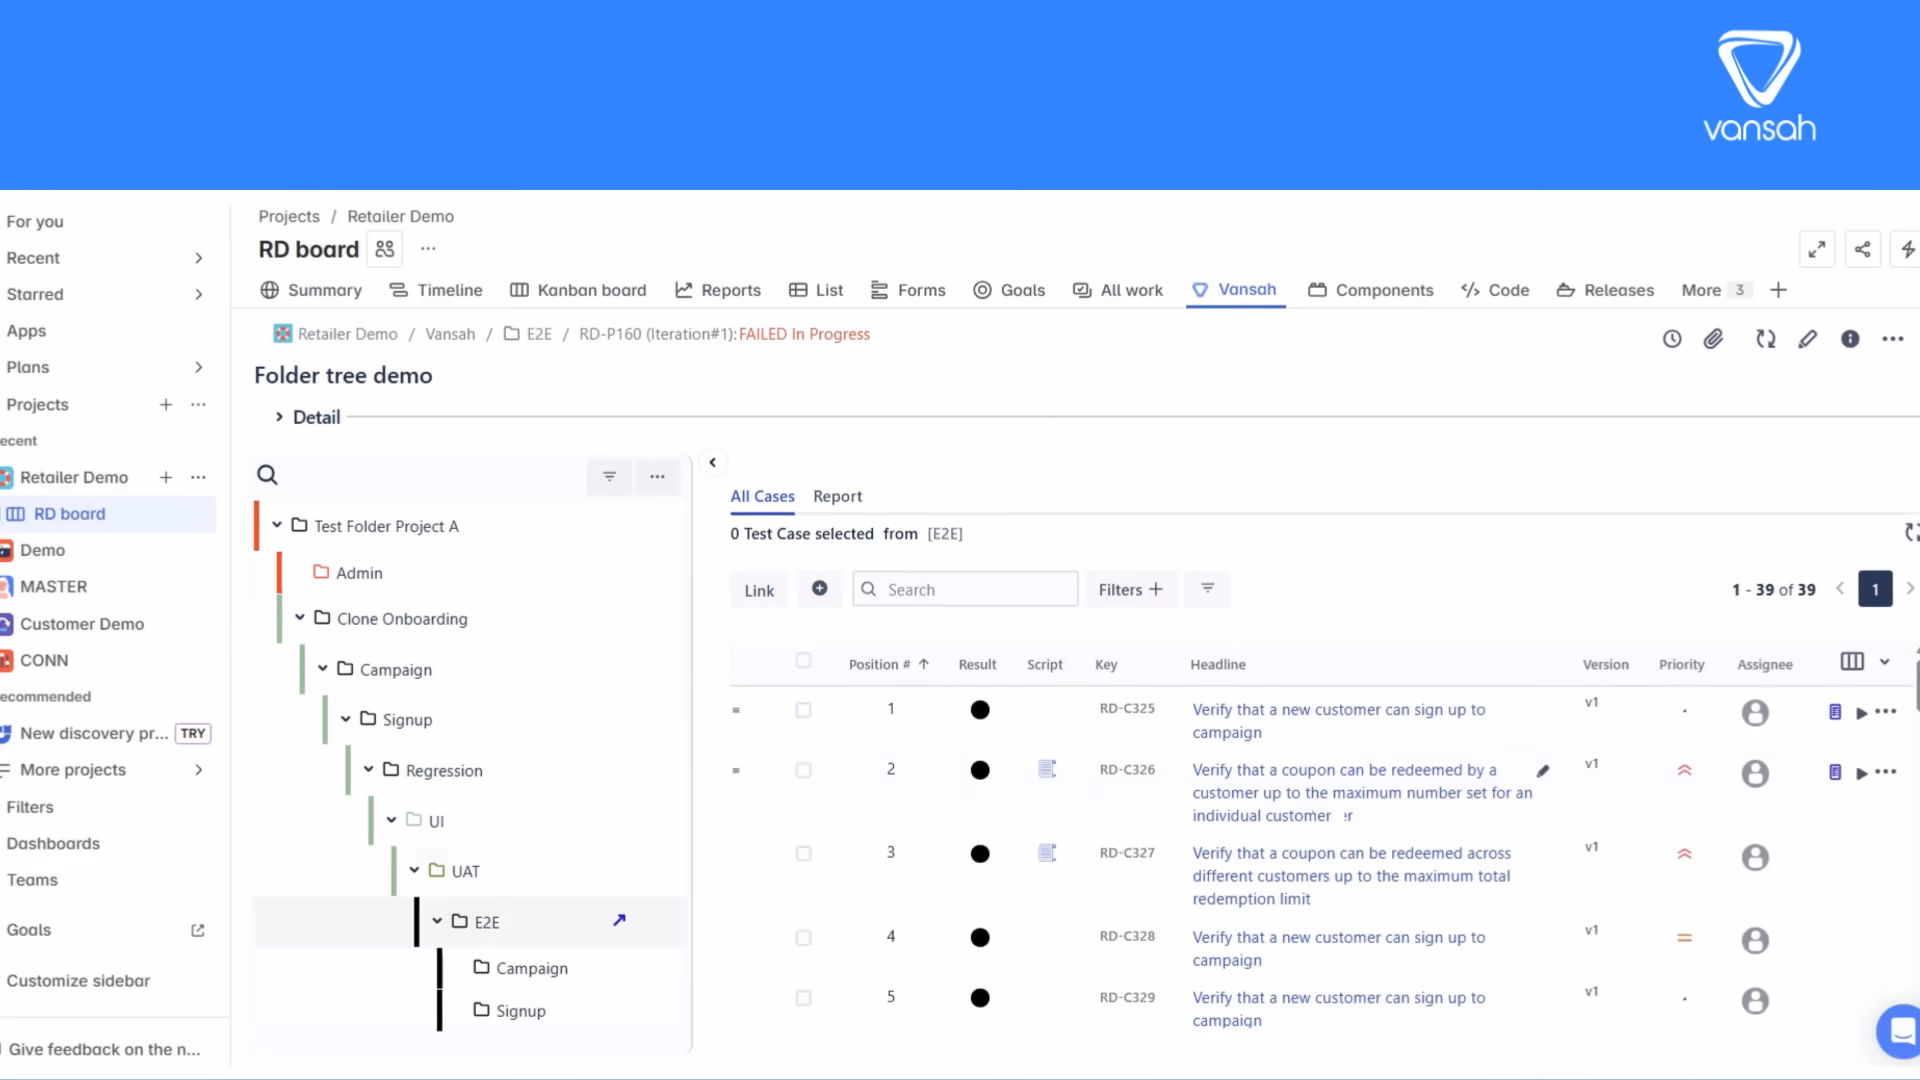 vansah
For you
Recent
Starred
Apps
Plans
Projects
ecent
Retailer Demo
RD board
Demo
MASTER
Customer Demo
CONN
ecommended
New discovery pr... TRY
More projects
Filters
Dashboards
Teams
Goals
Customize sidebar
Give feedback on the n...
Projects / Retailer Demo
RD board
Summary Timeline Kanban board Reports List Forms Goals All work Vansah Components Code Releases More 3
Retailer Demo / Vansah / E2E / RD-P160 (Iteration#1): FAILED In Progress
Folder tree demo
Detail
Test Folder Project A
Admin
Clone Onboarding
Campaign
Signup
Regression
UI
UAT
E2E
Campaign
Signup
All Cases Report
0 Test Case selected from [E2E]
Link Search Filters 1 - 39 of 39 1
Position # Result Script Key Headline Version Priority Assignee
1 RD-C325 Verify that a new customer can sign up to v1
campaign
2 RD-C326 Verify that a coupon can be redeemed by a v1
customer up to the maximum number set for an
individual customer er
3 RD-C327 Verify that a coupon can be redeemed across v1
different customers up to the maximum total
redemption limit
4 RD-C328 Verify that a new customer can sign up to v1
campaign
5 RD-C329 Verify that a new customer can sign up to v1
campaign